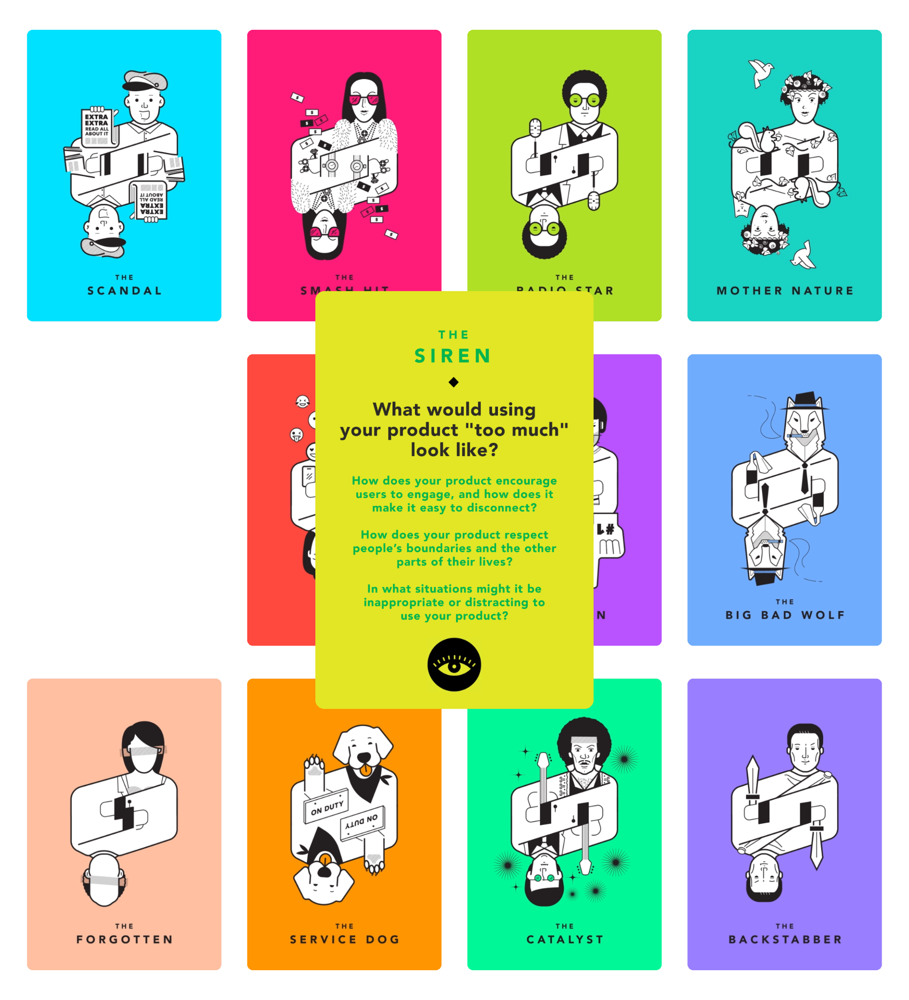 EXTRA
EXTRA
READ ALL
ABOUT IT
EXTRA
EXTRA
READ ALL
ABOUT IT
THE
SCANDAL
THE
SMASH HIT
THE
RADIO STAR
MOTHER NATURE
THE
SIREN
What would using
your product "too much"
look like?
How does your product encourage
users to engage, and how does it
make it easy to disconnect?
How does your product respect
people’s boundaries and the other
parts of their lives?
In what situations might it be
inappropriate or distracting to
use your product?
THE
BIG BAD WOLF
THE
FORGOTTEN
ON DUTY
ON DUTY
THE
SERVICE DOG
THE
CATALYST
THE
BACKSTABBER